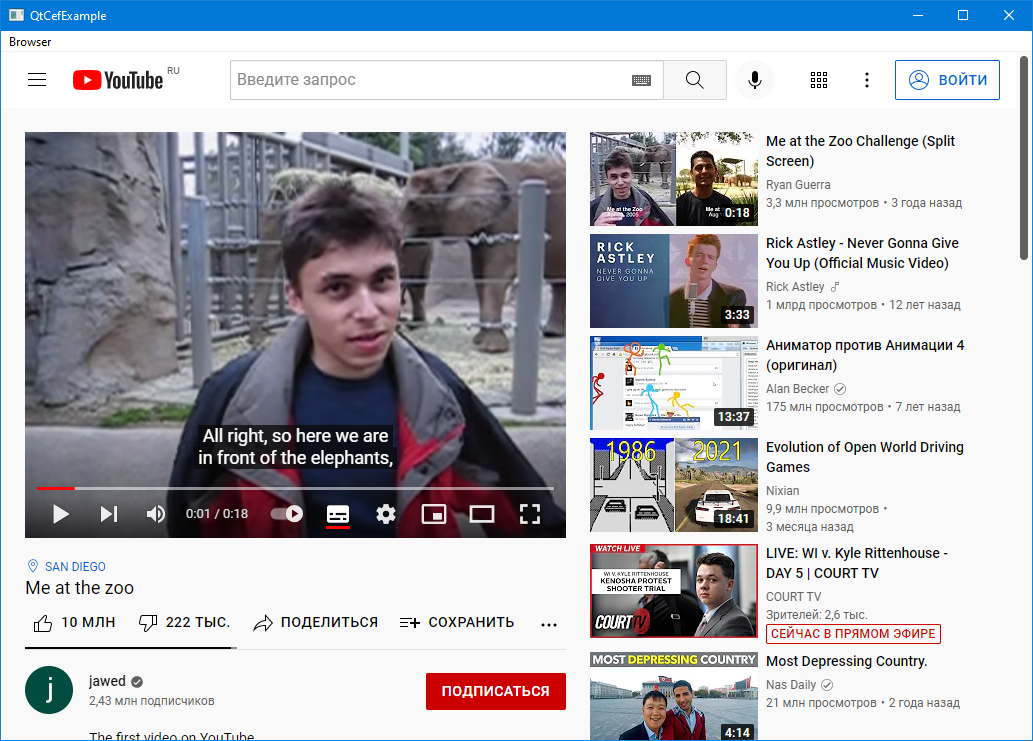 QtCefExample
Browser
YouTube RU
Введите запрос
ВОЙТИ
All right, so here we are
in front of the elephants,
0:01 / 0:18
SAN DIEGO
Me at the zoo
10 МЛН
222 ТЫС.
ПОДЕЛИТЬСЯ
СОХРАНИТЬ
j
jawed
2,43 млн подписчиков
ПОДПИСАТЬСЯ
The first video on YouTube
Me at the Zoo
2005
Me at
Aug
0:18
Me at the Zoo Challenge (Split
Screen)
Ryan Guerra
3,3 млн просмотров • 3 года назад
RICK
ASTLEY
NEVER GONNA
GIVE YOU UP
3:33
Rick Astley - Never Gonna Give
You Up (Official Music Video)
Rick Astley
1 млрд просмотров • 12 лет назад
13:37
Аниматор против Анимации 4
(оригинал)
Alan Becker
175 млн просмотров • 7 лет назад
1986
2021
18:41
Evolution of Open World Driving
Games
Nixian
9,9 млн просмотров •
3 месяца назад
WATCH LIVE
WI V. KYLE RITTENHOUSE
KENOSHA PROTEST
SHOOTER TRIAL
COURT TV
LIVE: WI v. Kyle Rittenhouse -
DAY 5 | COURT TV
COURT TV
Зрителей: 2,6 тыс.
СЕЙЧАС В ПРЯМОМ ЭФИРЕ
MOST DEPRESSING COUNTRY
4:14
Most Depressing Country.
Nas Daily
21 млн просмотров • 2 года назад